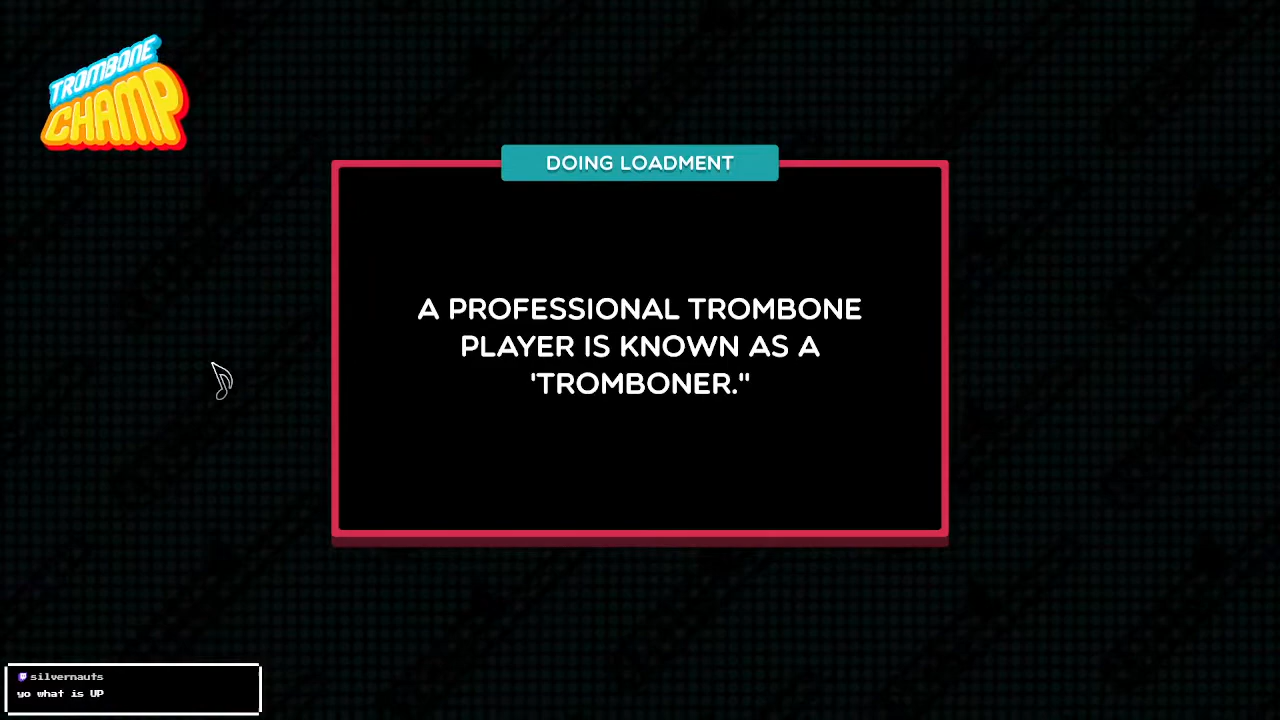 TROMBONE
CHAMP
DOING LOADMENT
A PROFESSIONAL TROMBONE
PLAYER IS KNOWN AS A
'TROMBONER."
silvernauts
yo what is UP